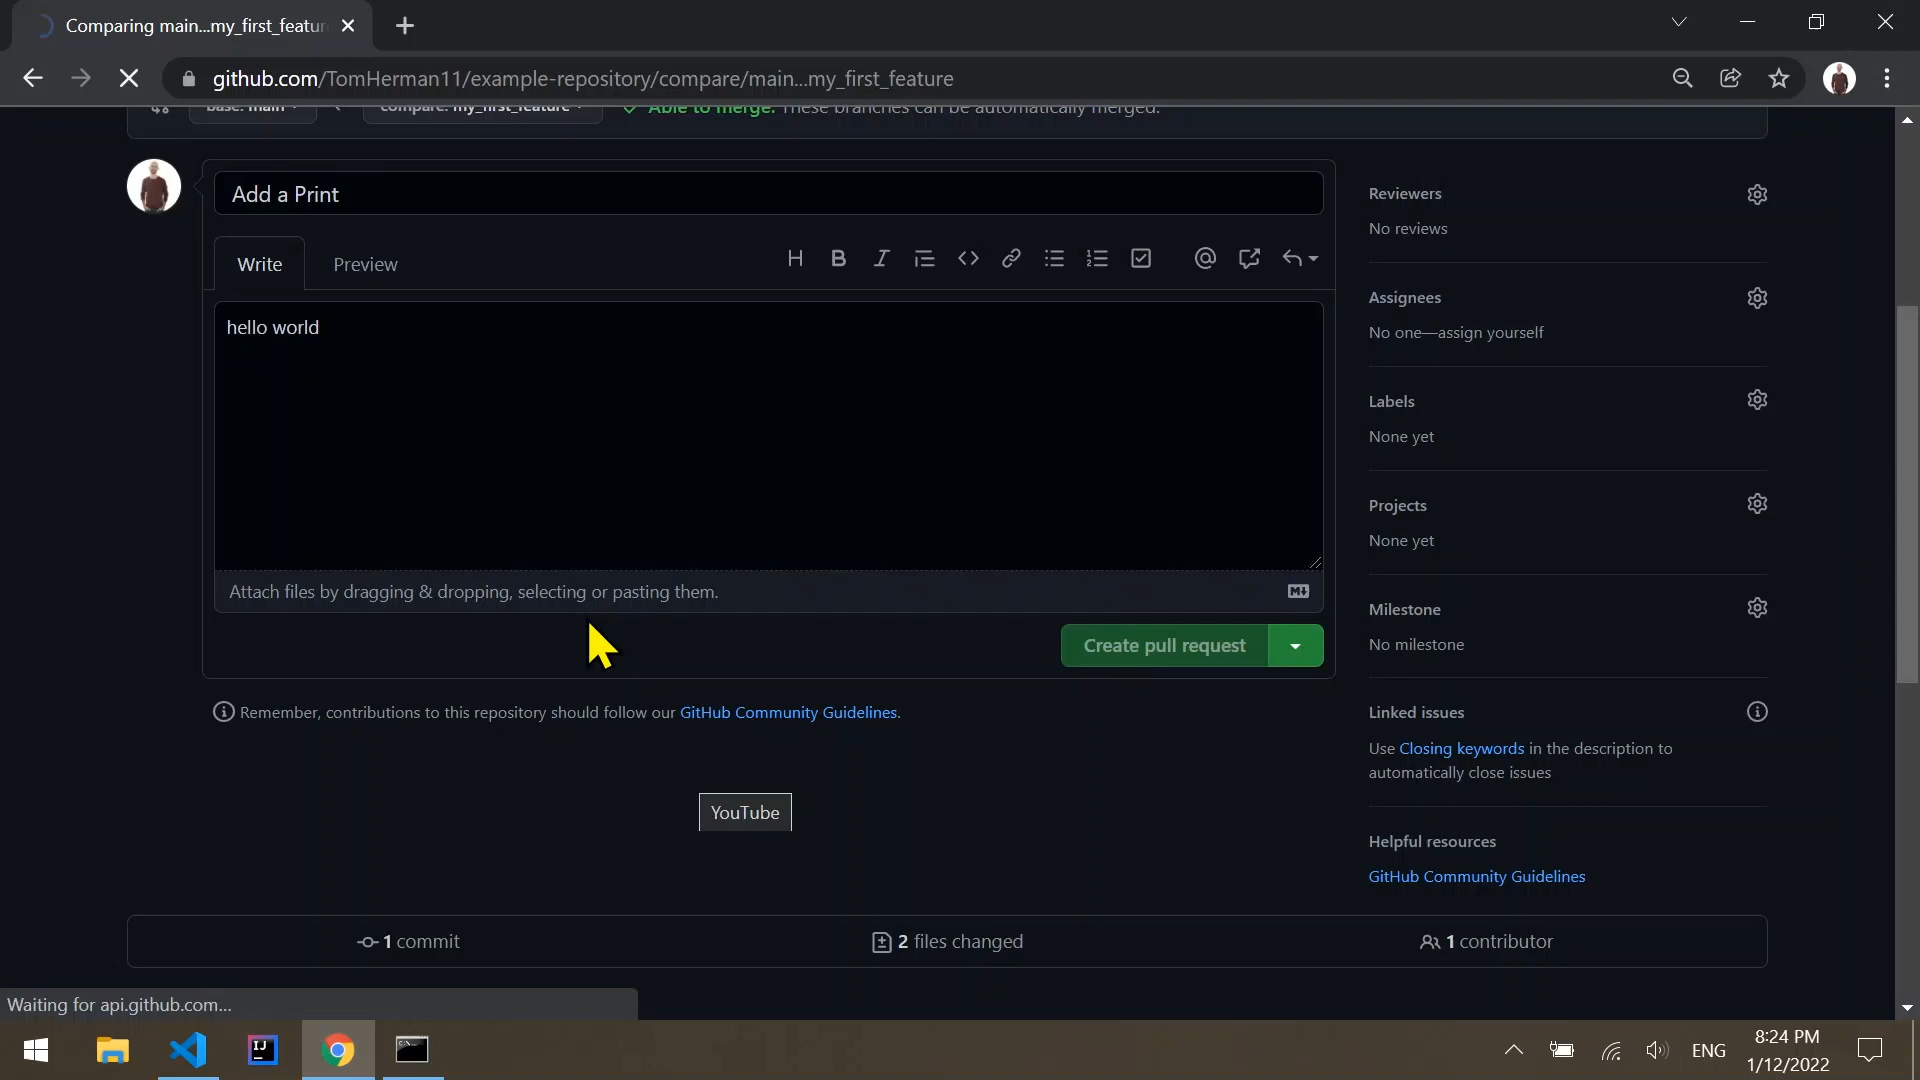 Comparing main...my_first_featur
github.com/TomHerman11/example-repository/compare/main...my_first_feature
base: main
compare: my_first_feature
Able to merge. These branches can be automatically merged.
Add a Print
Write
Preview
hello world
Attach files by dragging & dropping, selecting or pasting them.
Create pull request
Remember, contributions to this repository should follow our GitHub Community Guidelines.
YouTube
Reviewers
No reviews
Assignees
No one—assign yourself
Labels
None yet
Projects
None yet
Milestone
No milestone
Linked issues
Use Closing keywords in the description to
automatically close issues
Helpful resources
GitHub Community Guidelines
1 commit
2 files changed
1 contributor
Waiting for api.github.com...
ENG
8:24 PM
1/12/2022